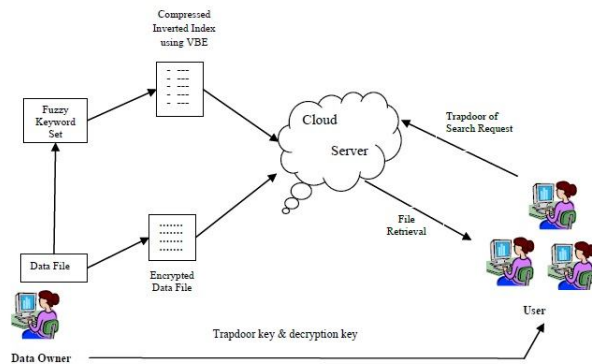 Compressed
Inverted Index
using VBE
Fuzzy
Keyword
Set
Cloud
Server
Trapdoor of
Search Request
File
Retrieval
Data File
Encrypted
Data File
User
Trapdoor key & decryption key
Data Owner